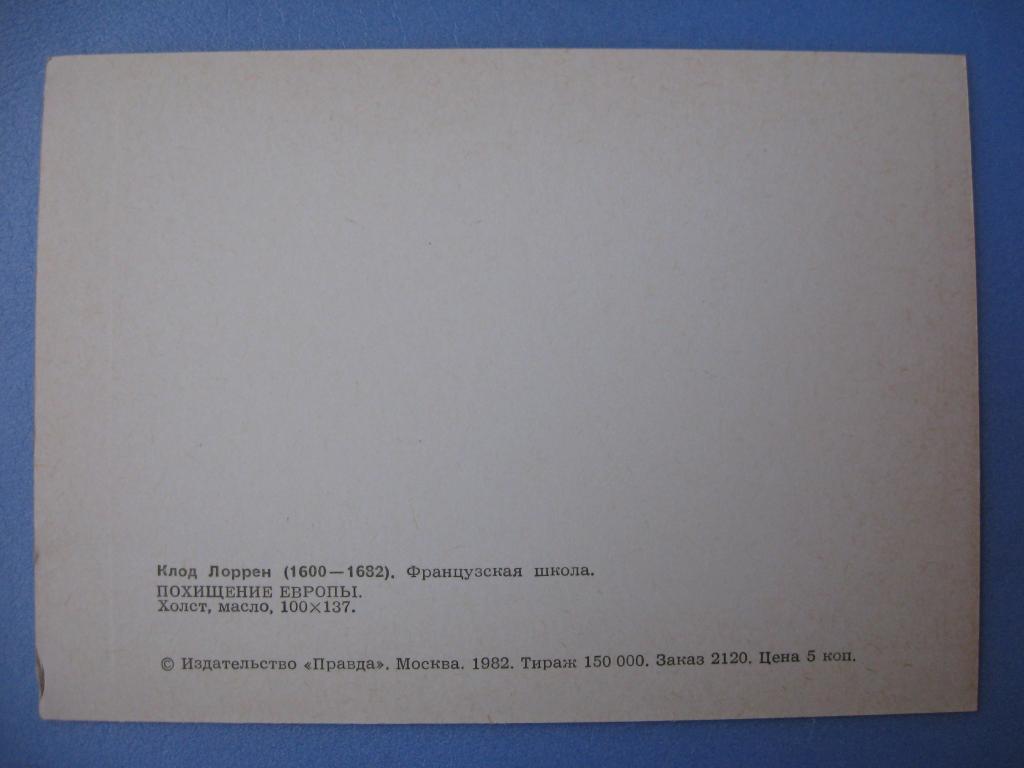 Клод Лоррен (1600—1682). Французская школа.
ПОХИЩЕНИЕ ЕВРОПЫ.
Холст, масло, 100×137.
© Издательство «Правда». Москва. 1982. Тираж 150 000. Заказ 2120. Цена 5 коп.